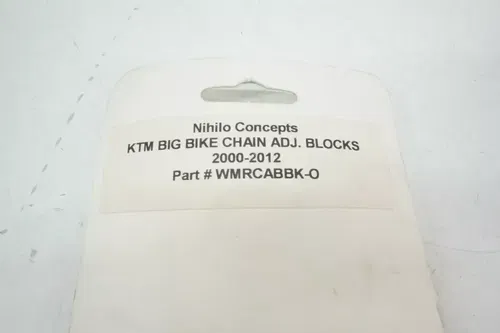 Nihilo Concepts
KTM BIG BIKE CHAIN ADJ. BLOCKS
2000-2012
Part # WMRCABBK-O